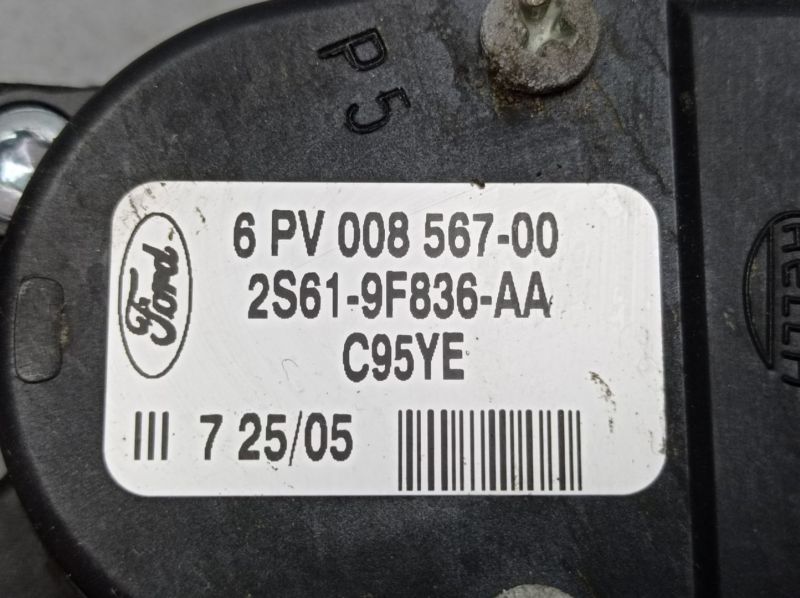 P5
Ford
6 PV 008 567-00
2S61-9F836-AA
C95YE
III 7 25/05
HELLA